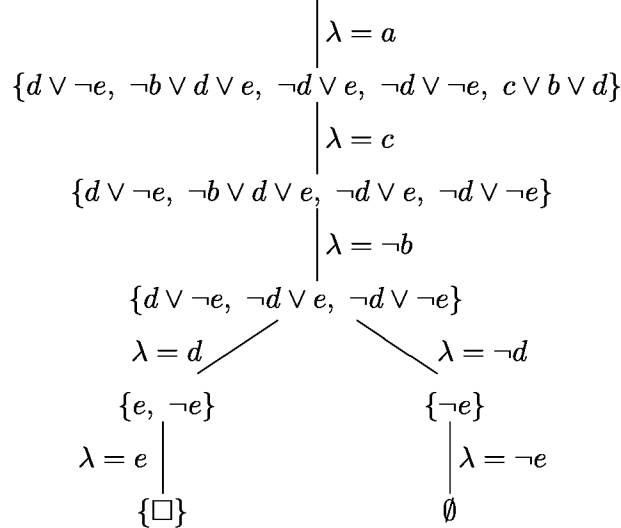 λ = a
{d ∨ ¬e, ¬b ∨ d ∨ e, ¬d ∨ e, ¬d ∨ ¬e, c ∨ b ∨ d}
λ = c
{d ∨ ¬e, ¬b ∨ d ∨ e, ¬d ∨ e, ¬d ∨ ¬e}
λ = ¬b
{d ∨ ¬e, ¬d ∨ e, ¬d ∨ ¬e}
λ = d λ = ¬d
{e, ¬e} {¬e}
λ = e λ = ¬e
{□} ∅